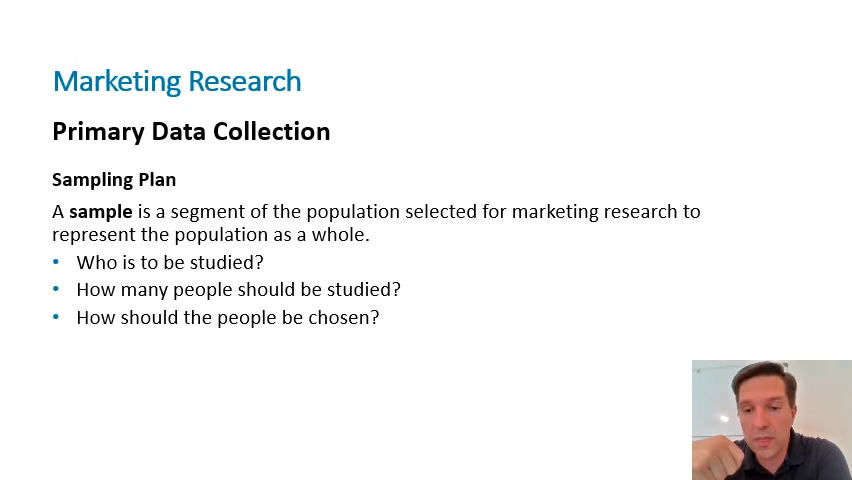 Marketing Research
Primary Data Collection
Sampling Plan
A sample is a segment of the population selected for marketing research to
represent the population as a whole.
• Who is to be studied?
• How many people should be studied?
• How should the people be chosen?